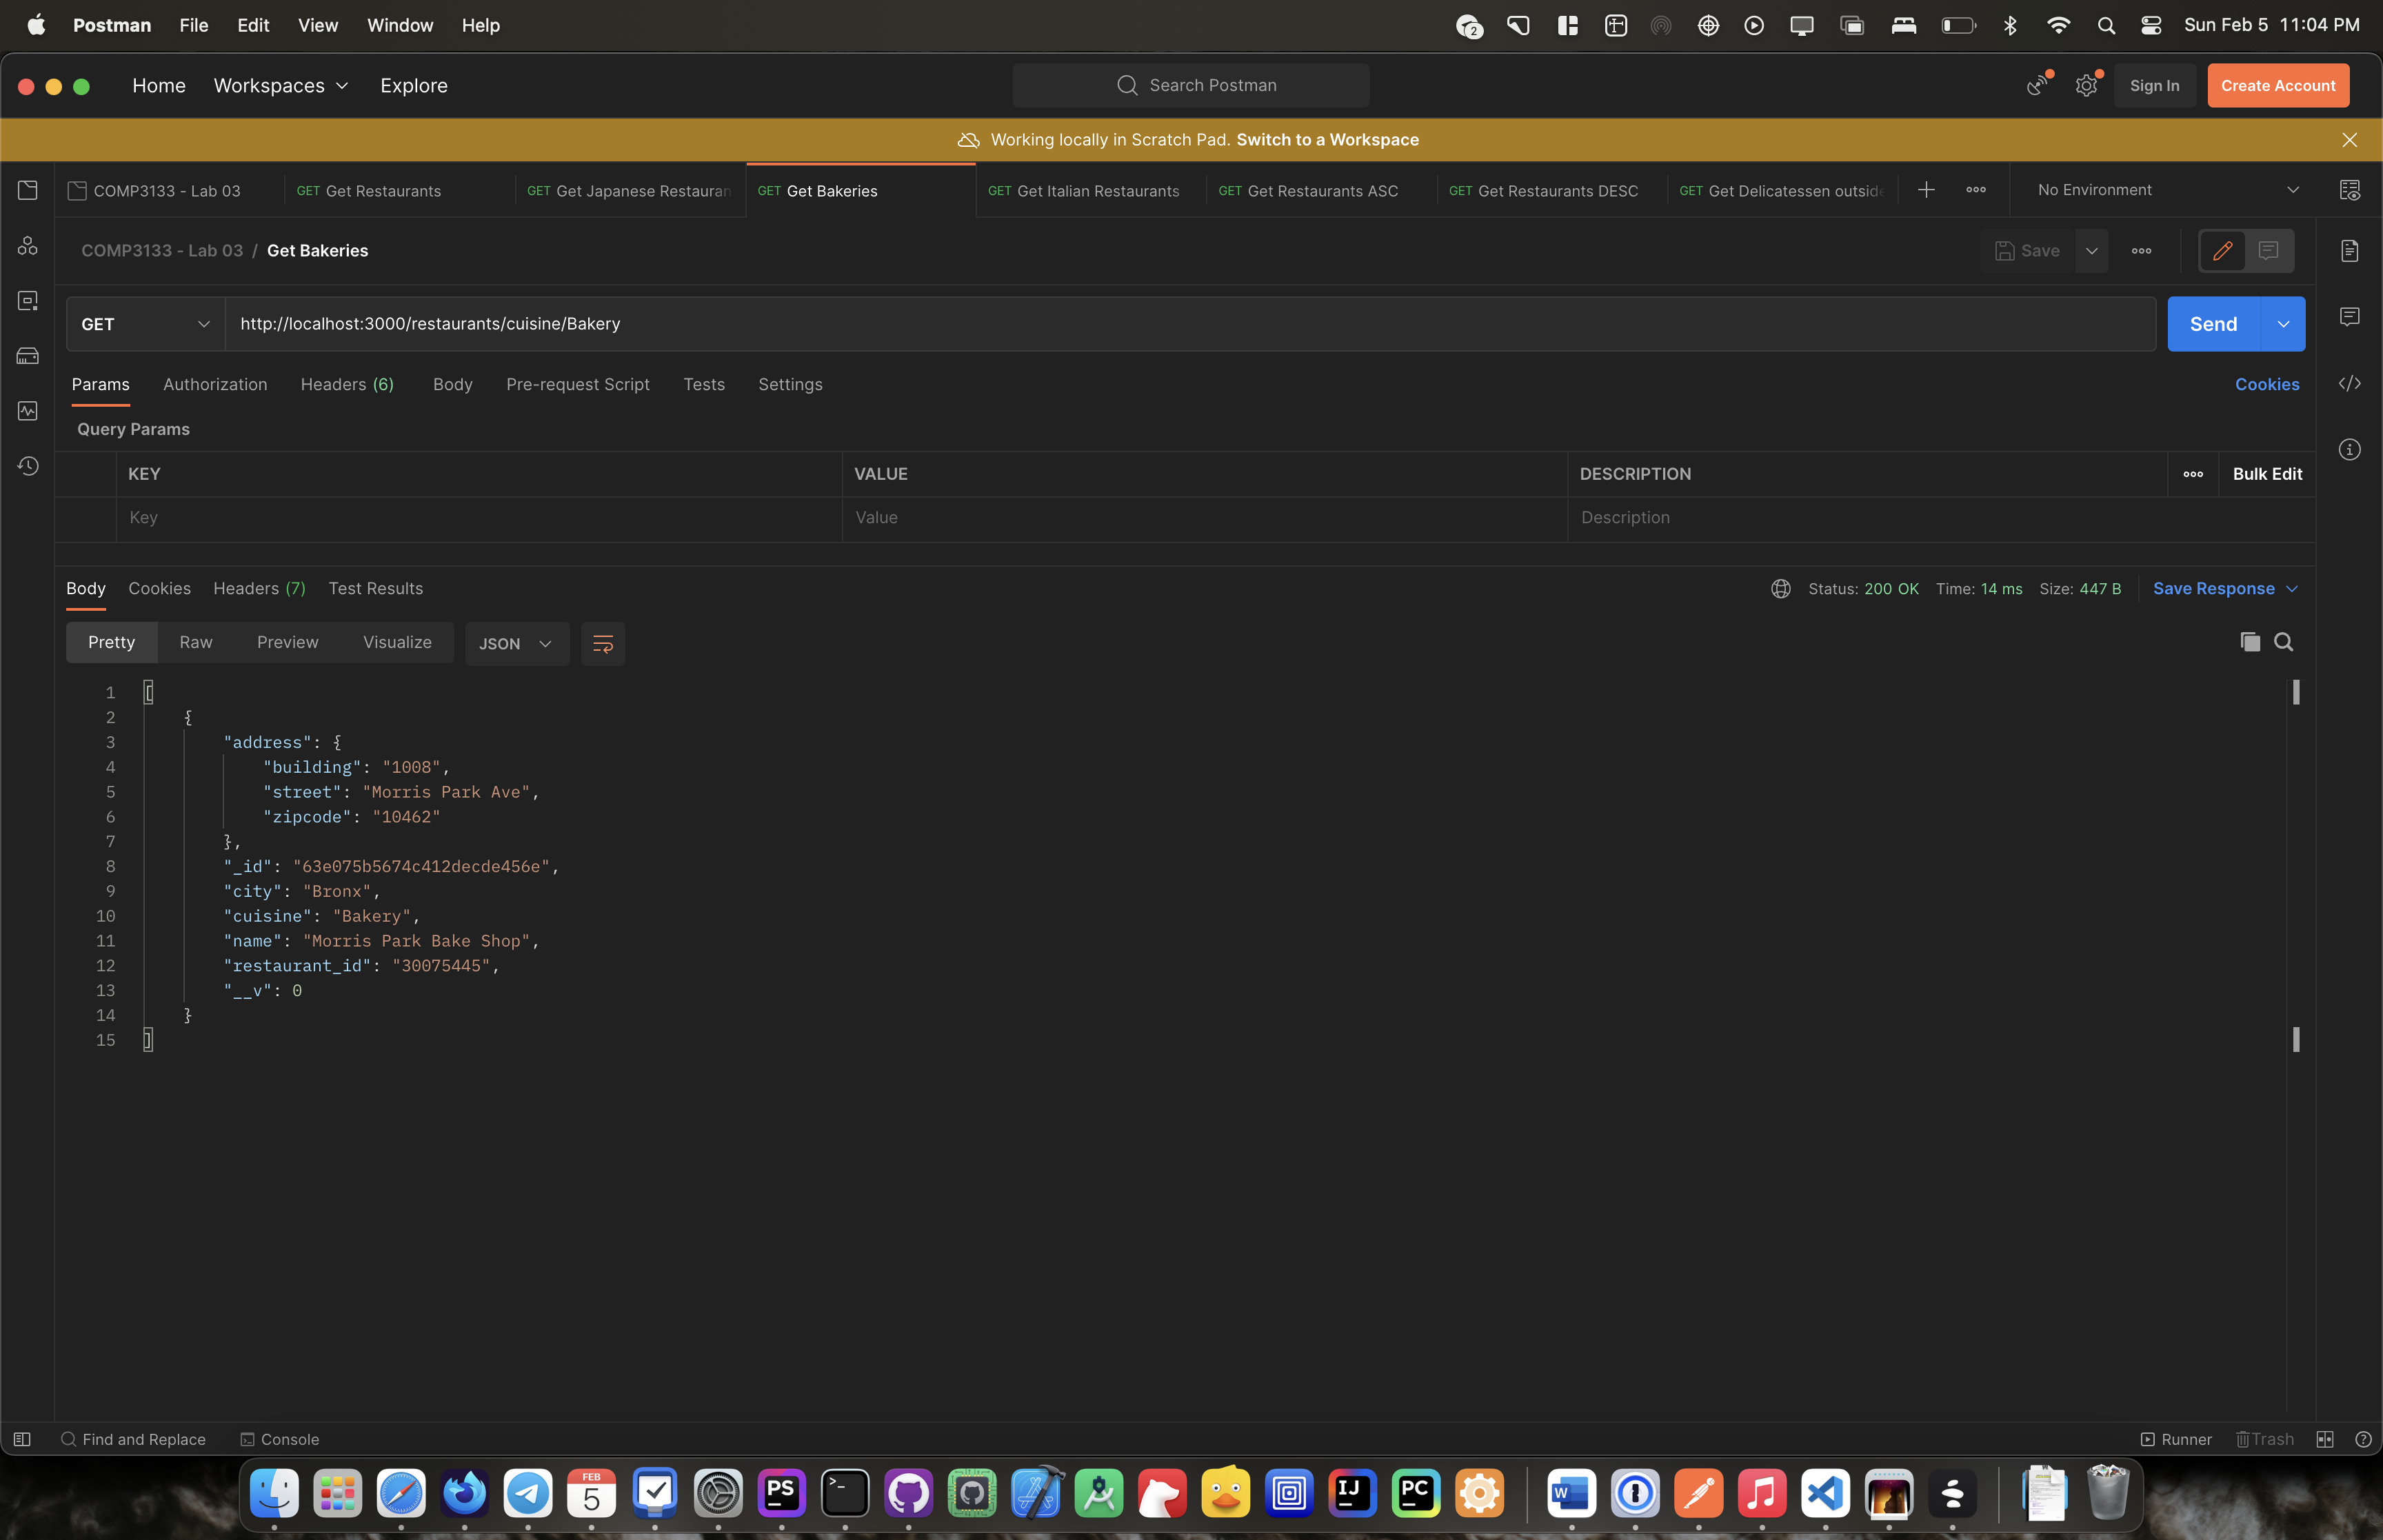 Postman File Edit View Window Help 2 Sun Feb 5 11:04 PM
Home Workspaces Explore Search Postman Sign In Create Account
Working locally in Scratch Pad. Switch to a Workspace
COMP3133 - Lab 03 GET Get Restaurants GET Get Japanese Restauran GET Get Bakeries GET Get Italian Restaurants GET Get Restaurants ASC GET Get Restaurants DESC GET Get Delicatessen outside No Environment
COMP3133 - Lab 03 / Get Bakeries Save
GET http://localhost:3000/restaurants/cuisine/Bakery Send
Params Authorization Headers (6) Body Pre-request Script Tests Settings Cookies
Query Params
KEY VALUE DESCRIPTION Bulk Edit
Key Value Description
Body Cookies Headers (7) Test Results Status: 200 OK Time: 14 ms Size: 447 B Save Response
Pretty Raw Preview Visualize JSON
1 [
2 {
3 "address": {
4 "building": "1008",
5 "street": "Morris Park Ave",
6 "zipcode": "10462"
7 },
8 "_id": "63e075b5674c412decde456e",
9 "city": "Bronx",
10 "cuisine": "Bakery",
11 "name": "Morris Park Bake Shop",
12 "restaurant_id": "30075445",
13 "__v": 0
14 }
15 ]
Find and Replace Console Runner Trash
FEB 5 PS >_ IJ PC W